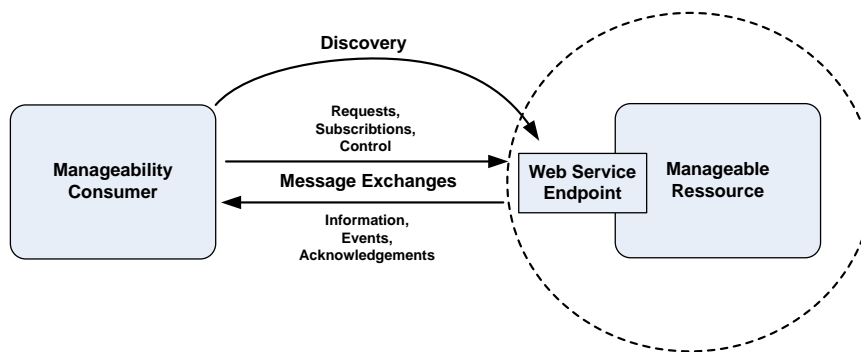 Discovery
Requests,
Subscribtions,
Control
Manageability
Consumer
Message Exchanges
Web Service
Endpoint
Manageable
Ressource
Information,
Events,
Acknowledgements